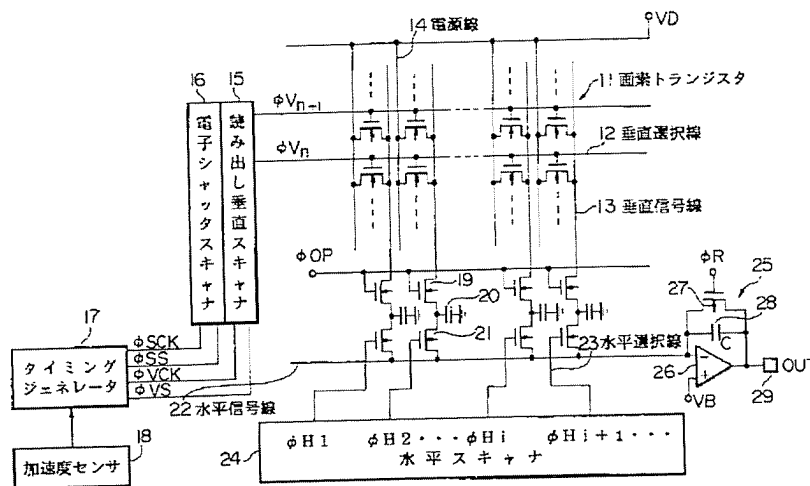 14 電源線
VD
16
15
電子シャッタスキャナ
読み出し垂直スキャナ
φVn-1
φVn
11 画素トランジスタ
12 垂直選択線
13 垂直信号線
φOP
19
20
21
φR
25
27
28
C
17
タイミングジェネレータ
φSCK
φSS
φVCK
φVS
22 水平信号線
23 水平選択線
26
−
+
VB
OUT
29
18
加速度センサ
24
φH1 φH2・・・φHi φHi+1・・・
水平スキャナ